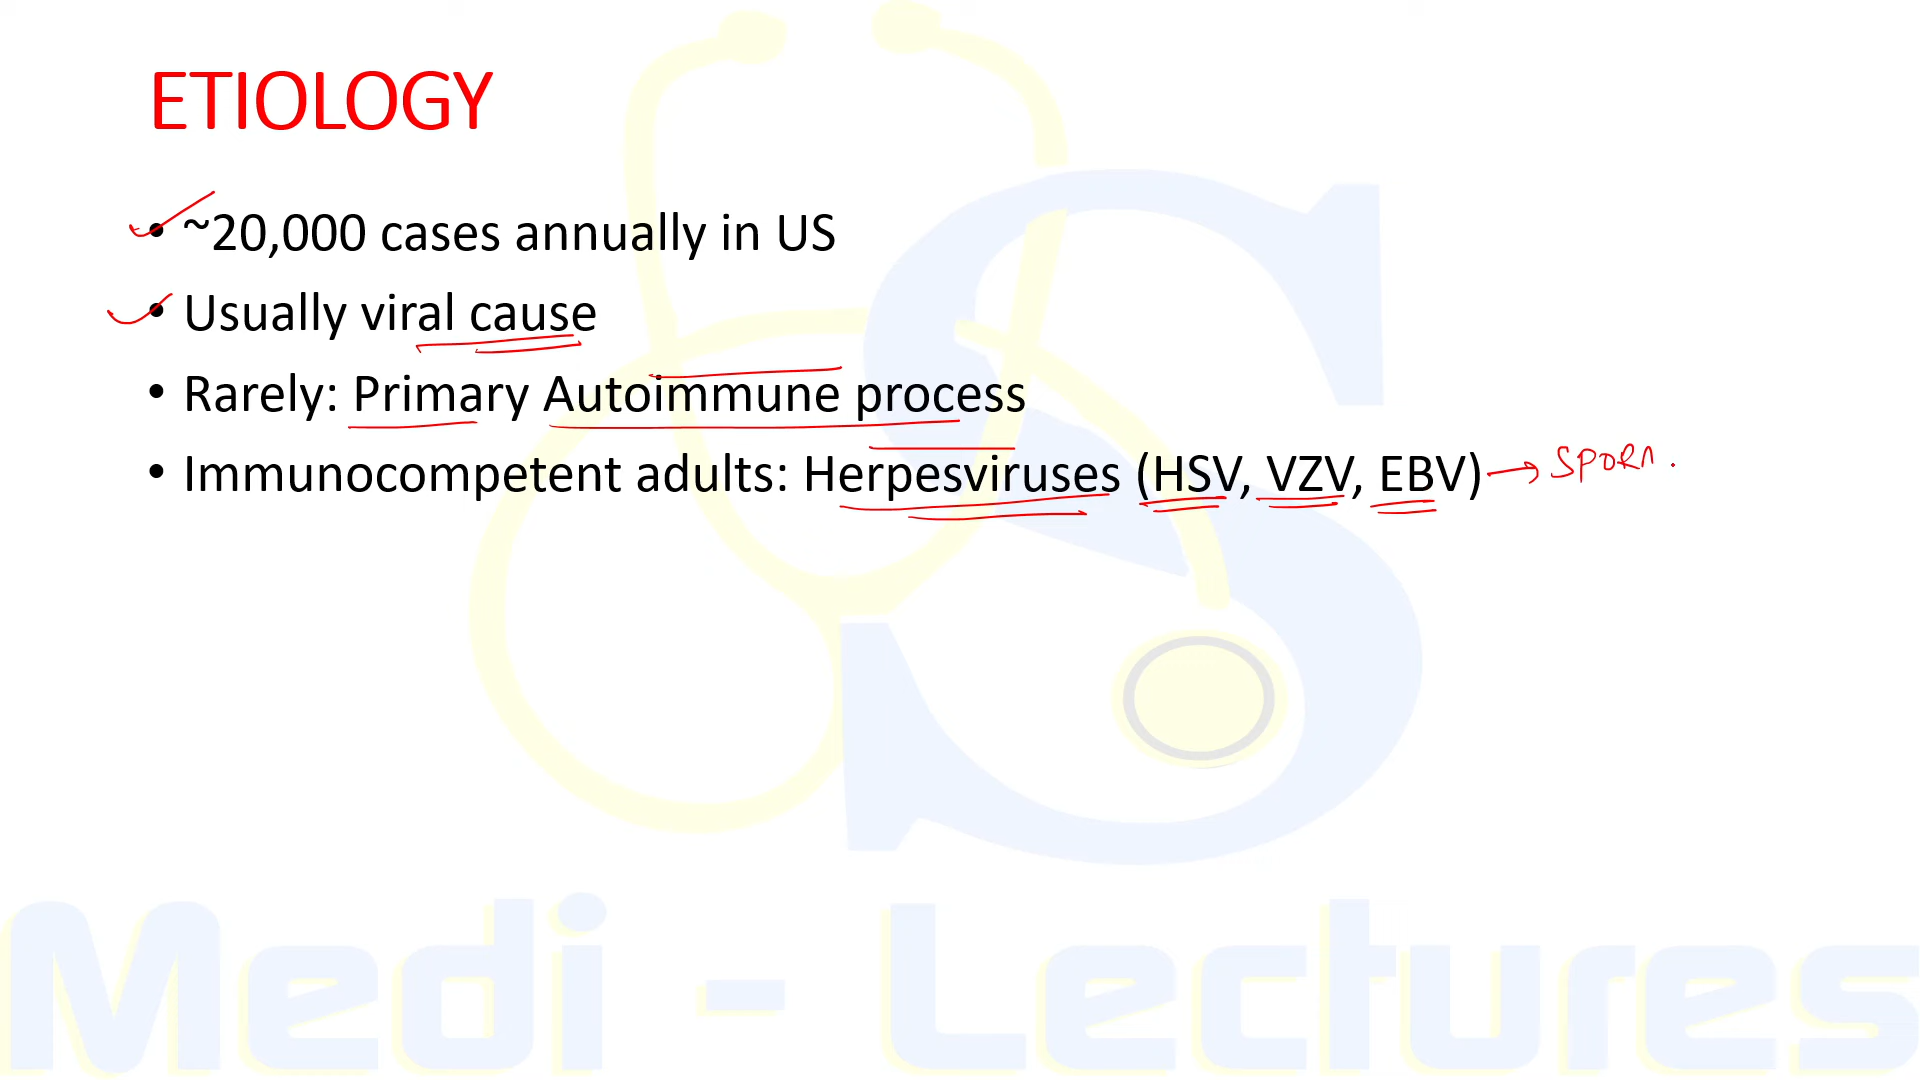 ETIOLOGY
• ~20,000 cases annually in US
• Usually viral cause
• Rarely: Primary Autoimmune process
• Immunocompetent adults: Herpesviruses (HSV, VZV, EBV)
Medi - Lectures